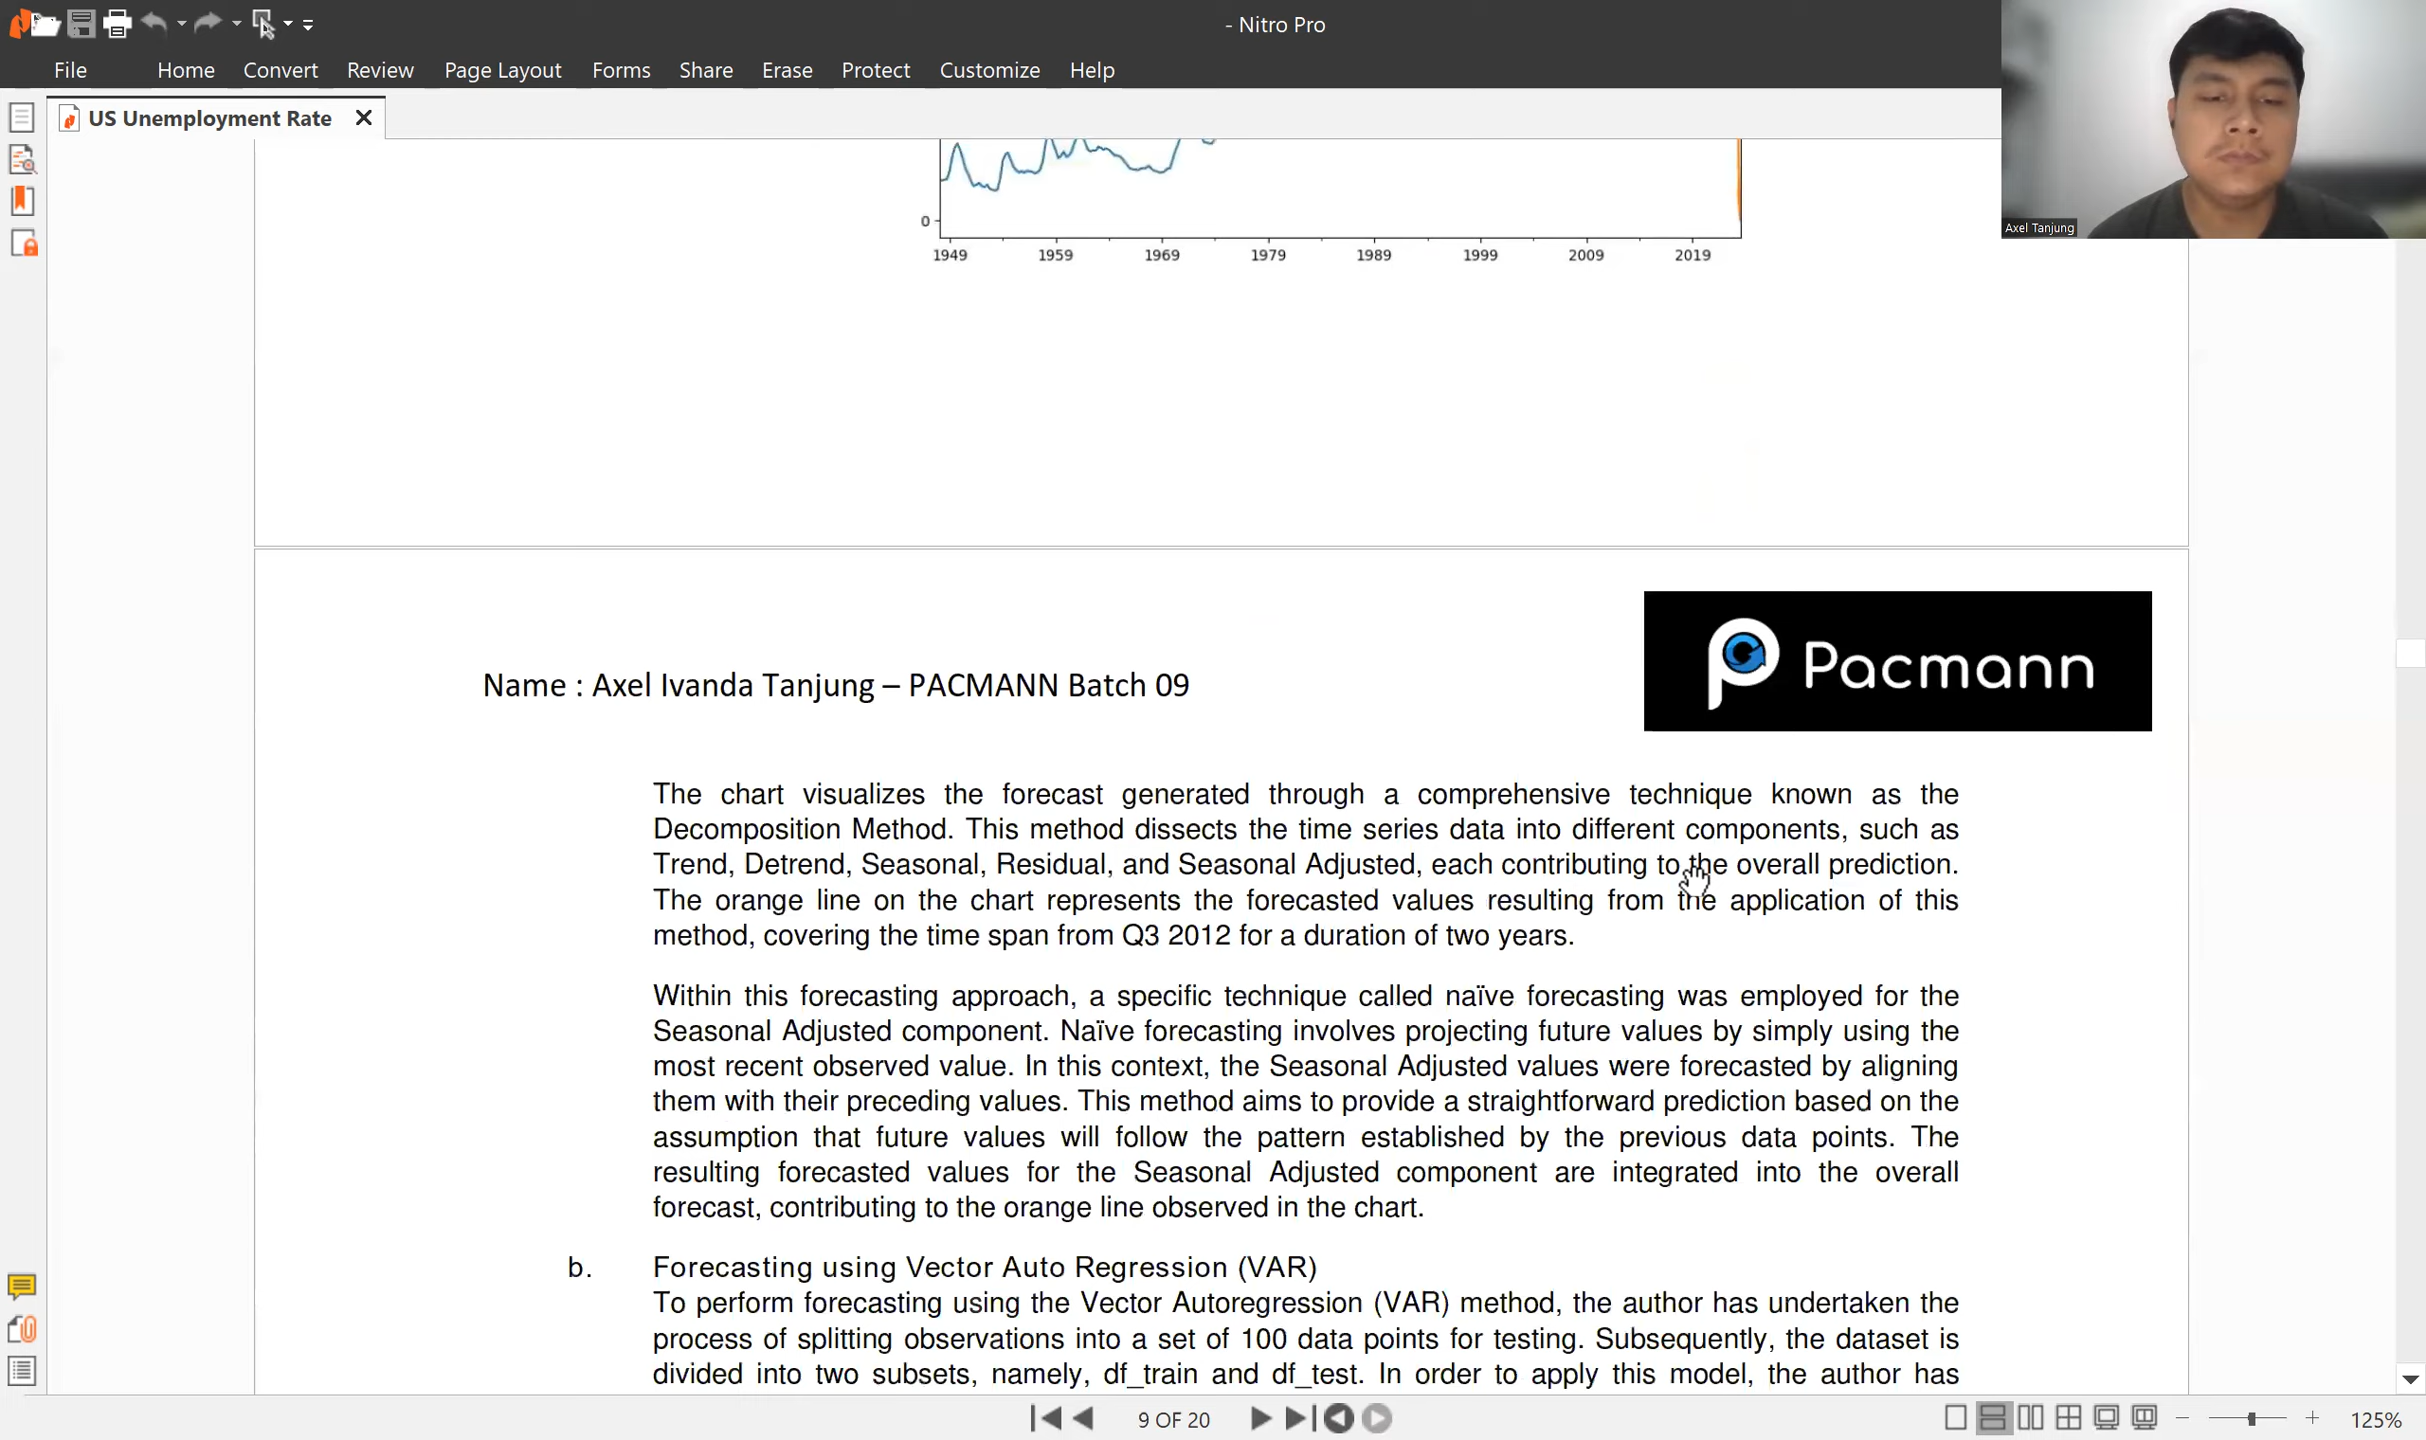 - Nitro Pro
File Home Convert Review Page Layout Forms Share Erase Protect Customize Help
Axel Tanjung
US Unemployment Rate
0
1949 1959 1969 1979 1989 1999 2009 2019
Pacmann
Name : Axel Ivanda Tanjung – PACMANN Batch 09
The chart visualizes the forecast generated through a comprehensive technique known as the
Decomposition Method. This method dissects the time series data into different components, such as
Trend, Detrend, Seasonal, Residual, and Seasonal Adjusted, each contributing to the overall prediction.
The orange line on the chart represents the forecasted values resulting from the application of this
method, covering the time span from Q3 2012 for a duration of two years.
Within this forecasting approach, a specific technique called naïve forecasting was employed for the
Seasonal Adjusted component. Naïve forecasting involves projecting future values by simply using the
most recent observed value. In this context, the Seasonal Adjusted values were forecasted by aligning
them with their preceding values. This method aims to provide a straightforward prediction based on the
assumption that future values will follow the pattern established by the previous data points. The
resulting forecasted values for the Seasonal Adjusted component are integrated into the overall
forecast, contributing to the orange line observed in the chart.
b. Forecasting using Vector Auto Regression (VAR)
To perform forecasting using the Vector Autoregression (VAR) method, the author has undertaken the
process of splitting observations into a set of 100 data points for testing. Subsequently, the dataset is
divided into two subsets, namely, df_train and df_test. In order to apply this model, the author has
9 OF 20
125%